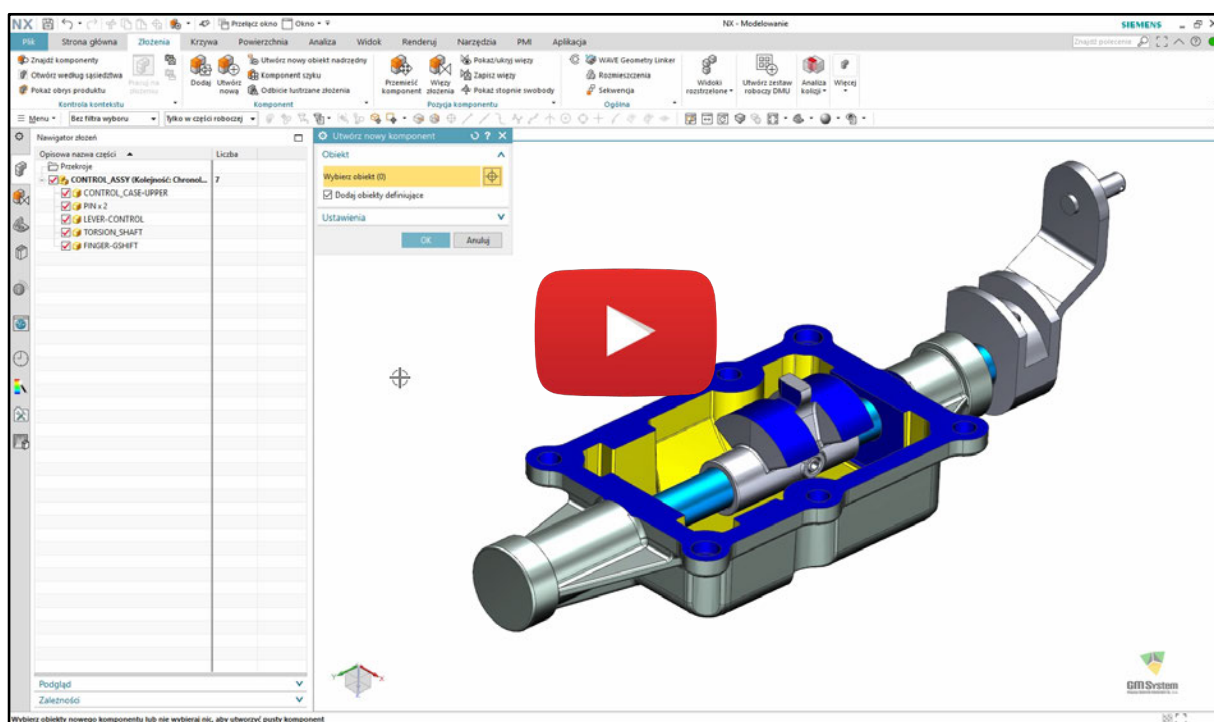 NX
Przełącz okno Okno
NX - Modelowanie
SIEMENS
Plik Strona główna Złożenia Krzywa Powierzchnia Analiza Widok Renderuj Narzędzia PMI Aplikacja
Znajdź polecenie
Znajdź komponenty
Otwórz według sąsiedztwa
Pokaż obrys produktu
Kontrola kontekstu
Pracuj na
złożeniu
Dodaj
Utwórz
nową
Utwórz nowy obiekt nadrzędny
Komponent szyku
Odbicie lustrzane złożenia
Komponent
Przemieść
komponent
Więzy
złożenia
Pokaż/ukryj więzy
Zapisz więzy
Pokaż stopnie swobody
Pozycja komponentu
WAVE Geometry Linker
Rozmieszczenia
Sekwencja
Ogólna
Widoki
rozstrzelone
Utwórz zestaw
roboczy DMU
Analiza
kolizji
Więcej
Menu
Bez filtra wyboru
Tylko w części roboczej
Nawigator złożeń
Opisowa nazwa części Liczba
Przekroje
CONTROL_ASSY (Kolejność: Chronol... 7
CONTROL_CASE-UPPER
PIN x 2
LEVER-CONTROL
TORSION_SHAFT
FINGER-GSHIFT
Utwórz nowy komponent
Obiekt
Wybierz obiekt (0)
Dodaj obiekty definiujące
Ustawienia
OK Anuluj
Podgląd
Zależności
GM System
Wybierz obiekty nowego komponentu lub nie wybieraj nic, aby utworzyć pusty komponent